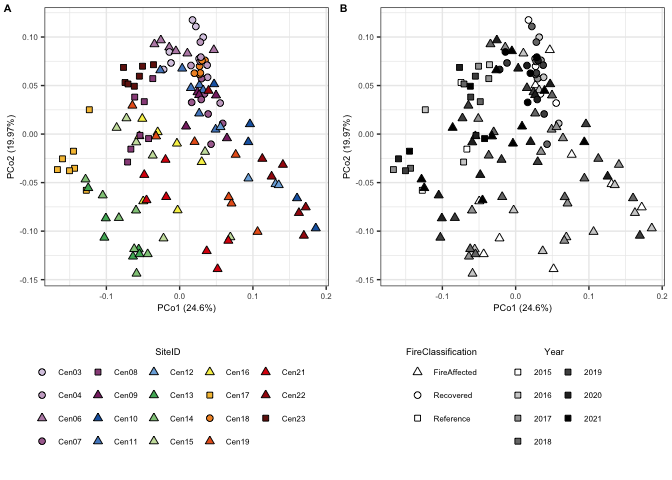 A
B
PCo2 (19.97%)
0.10
0.05
0.00
-0.05
-0.10
-0.15
-0.1
0.0
0.1
0.2
PCo1 (24.6%)
PCo2 (19.97%)
0.10
0.05
0.00
-0.05
-0.10
-0.15
-0.1
0.0
0.1
0.2
PCo1 (24.6%)
SiteID
Cen03 Cen08 Cen12 Cen16 Cen21
Cen04 Cen09 Cen13 Cen17 Cen22
Cen06 Cen10 Cen14 Cen18 Cen23
Cen07 Cen11 Cen15 Cen19
FireClassification
FireAffected
Recovered
Reference
Year
2015 2019
2016 2020
2017 2021
2018